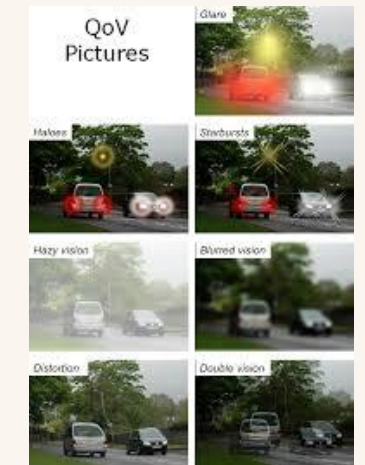 QoV
Pictures
Glare
Haloes
Starbursts
Hazy vision
Blurred vision
Distortion
Double vision